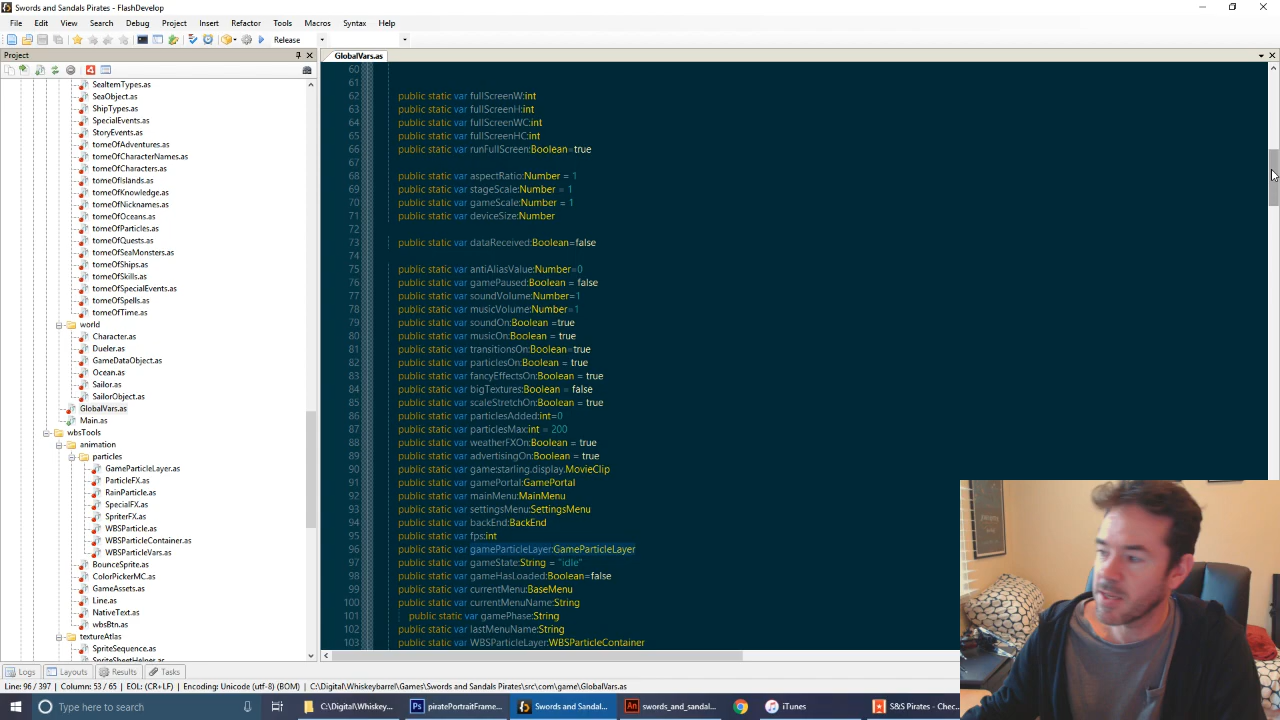 Swords and Sandals Pirates - FlashDevelop
File Edit View Search Debug Project Insert Refactor Tools Macros Syntax Help
Release
Project
GlobalVars.as
SeaItemTypes.as
SeaObject.as
ShipTypes.as
SpecialEvents.as
StoryEvents.as
tomeOfAdventures.as
tomeOfCharacterNames.as
tomeOfCharacters.as
tomeOfIslands.as
tomeOfKnowledge.as
tomeOfNicknames.as
tomeOfOceans.as
tomeOfParticles.as
tomeOfQuests.as
tomeOfSeaMonsters.as
tomeOfShips.as
tomeOfSkills.as
tomeOfSpecialEvents.as
tomeOfSpells.as
tomeOfTime.as
world
Character.as
Dueler.as
GameDataObject.as
Ocean.as
Sailor.as
SailorObject.as
GlobalVars.as
Main.as
wbsTools
animation
particles
GameParticleLayer.as
ParticleFX.as
RainParticle.as
SpecialFX.as
SpriterFX.as
WBSParticle.as
WBSParticleContainer.as
WBSParticleVars.as
BounceSprite.as
ColorPickerMC.as
GameAssets.as
Line.as
NativeText.as
wbsBtn.as
textureAtlas
SpriteSequence.as
SpriteSheetHelper.as
60
61
62 public static var fullScreenW:int
63 public static var fullScreenH:int
64 public static var fullScreenWC:int
65 public static var fullScreenHC:int
66 public static var runFullScreen:Boolean=true
67
68 public static var aspectRatio:Number = 1
69 public static var stageScale:Number = 1
70 public static var gameScale:Number = 1
71 public static var deviceSize:Number
72
73 public static var dataReceived:Boolean=false
74
75 public static var antiAliasValue:Number=0
76 public static var gamePaused:Boolean = false
77 public static var soundVolume:Number=1
78 public static var musicVolume:Number=1
79 public static var soundOn:Boolean =true
80 public static var musicOn:Boolean = true
81 public static var transitionsOn:Boolean=true
82 public static var particlesOn:Boolean = true
83 public static var fancyEffectsOn:Boolean = true
84 public static var bigTextures:Boolean = false
85 public static var scaleStretchOn:Boolean = true
86 public static var particlesAdded:int=0
87 public static var particlesMax:int = 200
88 public static var weatherFXOn:Boolean = true
89 public static var advertisingOn:Boolean = true
90 public static var game:starling.display.MovieClip
91 public static var gamePortal:GamePortal
92 public static var mainMenu:MainMenu
93 public static var settingsMenu:SettingsMenu
94 public static var backEnd:BackEnd
95 public static var fps:int
96 public static var gameParticleLayer:GameParticleLayer
97 public static var gameState:String = "idle"
98 public static var gameHasLoaded:Boolean=false
99 public static var currentMenu:BaseMenu
100 public static var currentMenuName:String
101 public static var gamePhase:String
102 public static var lastMenuName:String
103 public static var WBSParticleLayer:WBSParticleContainer
Logs Layouts Results Tasks
Line: 96 / 397 | Column: 53 / 65 | EOL: (CR+LF) | Encoding: Unicode (utf-8) (BOM) | C:\Digital\Whiskeybarrel\Games\Swords and Sandals Pirates\src\com\game\GlobalVars.as
Type here to search
C:\Digital\Whiskey...
piratePortraitFrame...
Swords and Sandal...
swords_and_sandal...
iTunes
S&S Pirates - Chec...